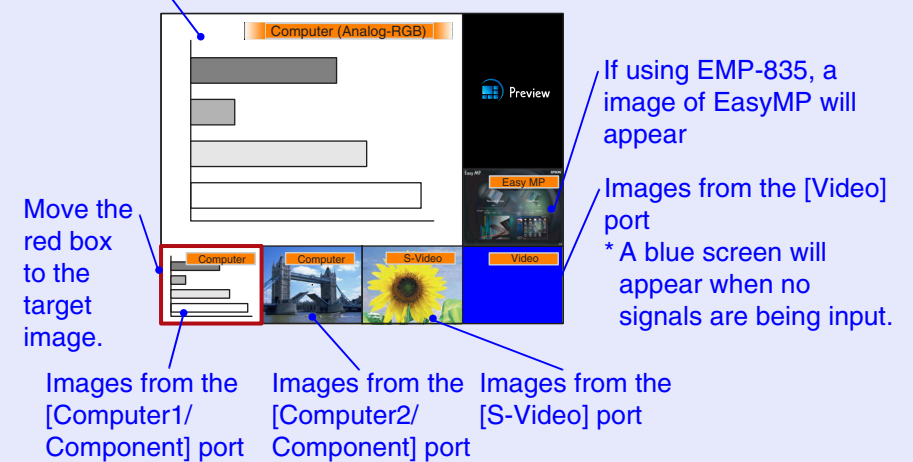 Computer (Analog-RGB)
Preview
If using EMP-835, a
image of EasyMP will
appear
Easy MP
EPSON
Easy MP
Images from the [Video]
port
* A blue screen will
appear when no
signals are being input.
Move the
red box
to the
target
image.
Computer
Computer
S-Video
Video
Images from the
[Computer1/
Component] port
Images from the
[Computer2/
Component] port
Images from the
[S-Video] port